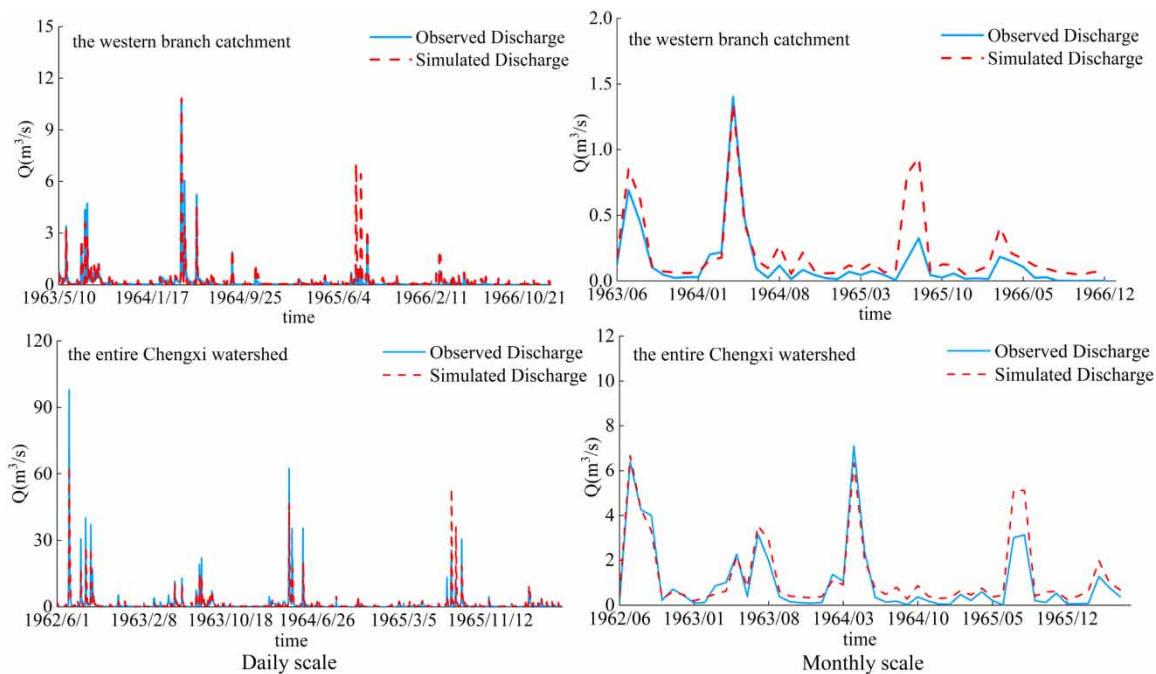 15
12
9
6
3
0
Q(m³/s)
the western branch catchment
Observed Discharge
Simulated Discharge
1963/5/10
1964/1/17
1964/9/25
1965/6/4
1966/2/11
1966/10/21
time
2.0
1.5
1.0
0.5
0.0
Q(m³/s)
the western branch catchment
Observed Discharge
Simulated Discharge
1963/06
1964/01
1964/08
1965/03
1965/10
1966/05
1966/12
time
120
90
60
30
0
Q(m³/s)
the entire Chengxi watershed
Observed Discharge
Simulated Discharge
1962/6/1
1963/2/8
1963/10/18
1964/6/26
1965/3/5
1965/11/12
time
Daily scale
12
10
8
6
4
2
0
Q(m³/s)
the entire Chengxi watershed
Observed Discharge
Simulated Discharge
1962/06
1963/01
1963/08
1964/03
1964/10
1965/05
1965/12
time
Monthly scale